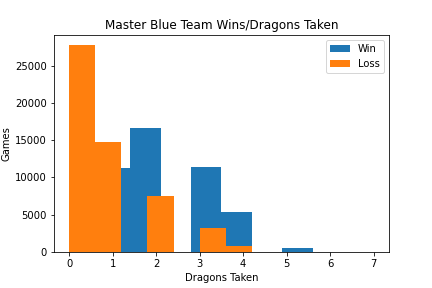 Master Blue Team Wins/Dragons Taken
Win
Loss
Games
25000
20000
15000
10000
5000
0
0 1 2 3 4 5 6 7
Dragons Taken